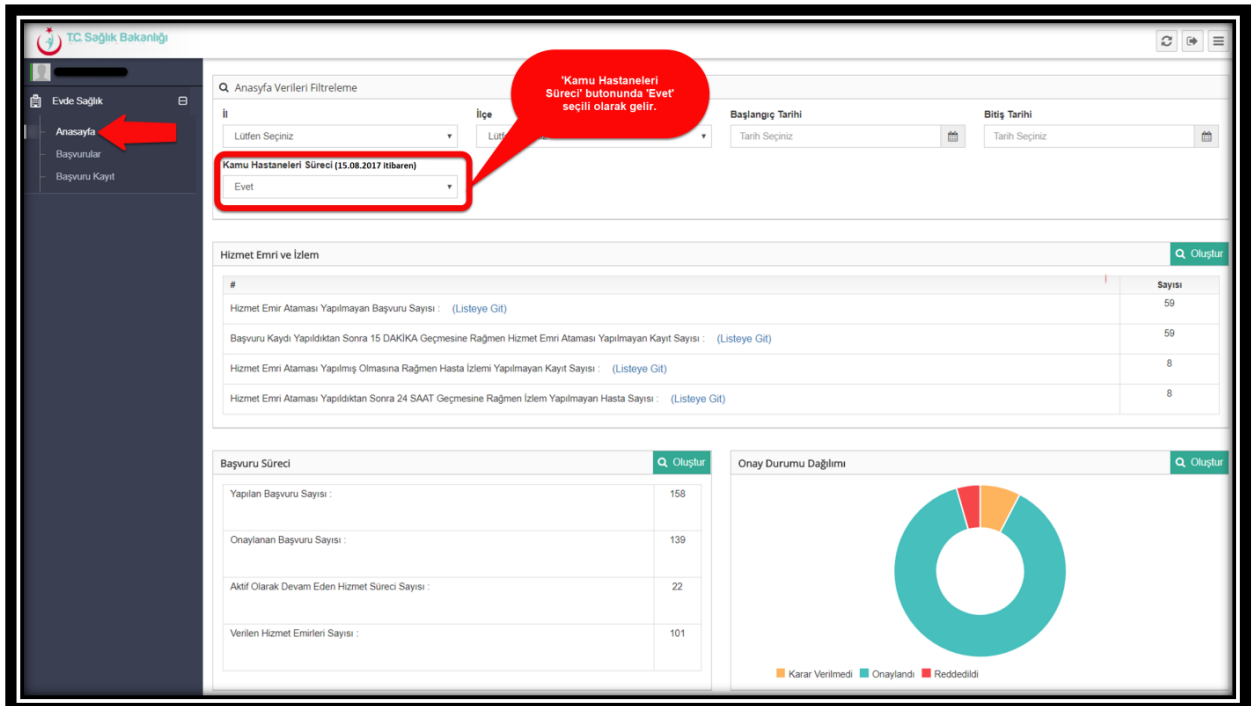 T.C. Sağlık Bakanlığı
Evde Sağlık
Anasayfa
Başvurular
Başvuru Kayıt
Anasyfa Verileri Filtreleme
'Kamu Hastaneleri
Süreci' butonunda 'Evet'
seçili olarak gelir.
İl
İlçe
Başlangıç Tarihi
Bitiş Tarihi
Lütfen Seçiniz
Tarih Seçiniz
Tarih Seçiniz
Kamu Hastaneleri Süreci (15.08.2017 itibaren)
Evet
Hizmet Emri ve İzlem
Oluştur
#
Sayısı
Hizmet Emir Ataması Yapılmayan Başvuru Sayısı : (Listeye Git)
59
Başvuru Kaydı Yapıldıktan Sonra 15 DAKİKA Geçmesine Rağmen Hizmet Emri Ataması Yapılmayan Kayıt Sayısı : (Listeye Git)
59
Hizmet Emri Ataması Yapılmış Olmasına Rağmen Hasta İzlemi Yapılmayan Kayıt Sayısı : (Listeye Git)
8
Hizmet Emri Ataması Yapıldıktan Sonra 24 SAAT Geçmesine Rağmen İzlem Yapılmayan Hasta Sayısı : (Listeye Git)
8
Başvuru Süreci
Oluştur
Yapılan Başvuru Sayısı :
158
Onaylanan Başvuru Sayısı :
139
Aktif Olarak Devam Eden Hizmet Süreci Sayısı :
22
Verilen Hizmet Emirleri Sayısı :
101
Onay Durumu Dağılımı
Oluştur
Karar Verilmedi Onaylandı Reddedildi